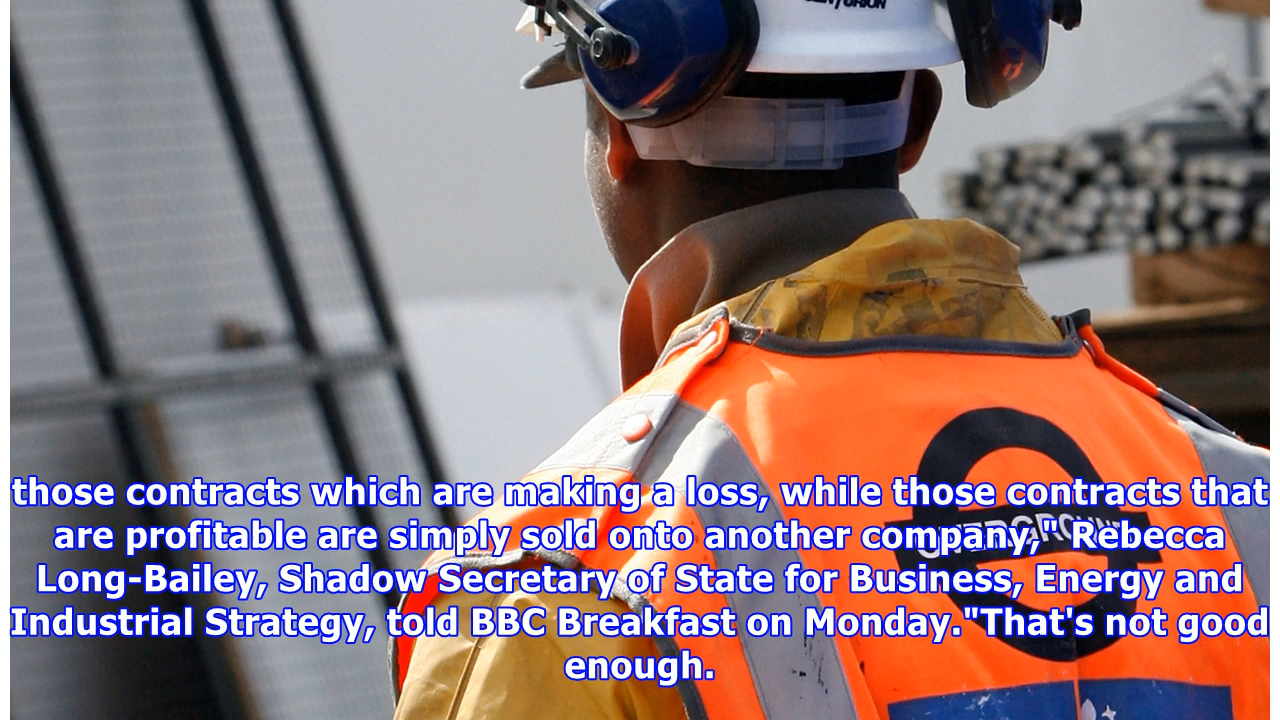 those contracts which are making a loss, while those contracts that
are profitable are simply sold onto another company," Rebecca
Long-Bailey, Shadow Secretary of State for Business, Energy and
Industrial Strategy, told BBC Breakfast on Monday."That's not good
enough.
OVERGROUND